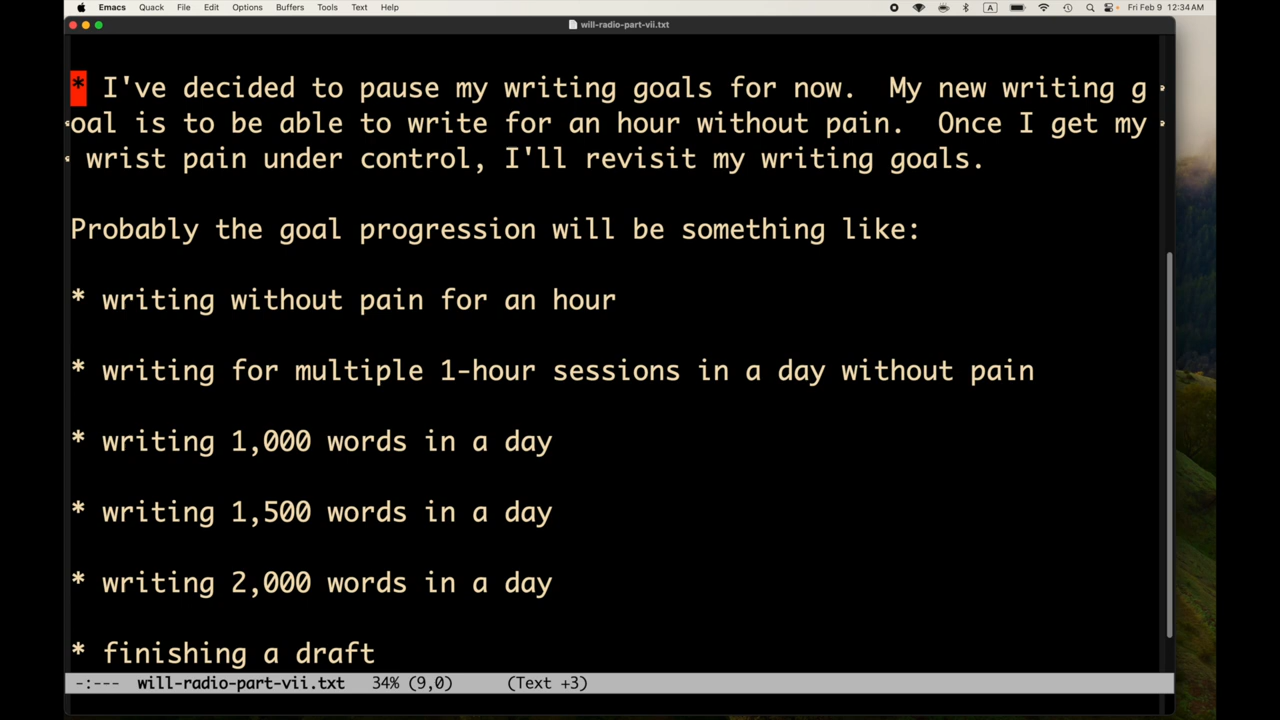 Emacs Quack File Edit Options Buffers Tools Text Help A Fri Feb 9 12:34 AM
will-radio-part-vii.txt
* I've decided to pause my writing goals for now.  My new writing g
oal is to be able to write for an hour without pain.  Once I get my
 wrist pain under control, I'll revisit my writing goals.
Probably the goal progression will be something like:
* writing without pain for an hour
* writing for multiple 1-hour sessions in a day without pain
* writing 1,000 words in a day
* writing 1,500 words in a day
* writing 2,000 words in a day
* finishing a draft
-:--- will-radio-part-vii.txt 34% (9,0) (Text +3)